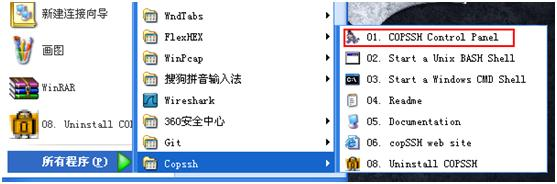 新建连接向导
画图
WinRAR
08. Uninstall COP
所有程序(P)
WndTabs
FlexHEX
WinPcap
搜狗拼音输入法
Wireshark
360安全中心
Git
Copssh
01. COPSSH Control Panel
02. Start a Unix BASH Shell
03. Start a Windows CMD Shell
04. Readme
05. Documentation
06. copSSH web site
08. Uninstall COPSSH